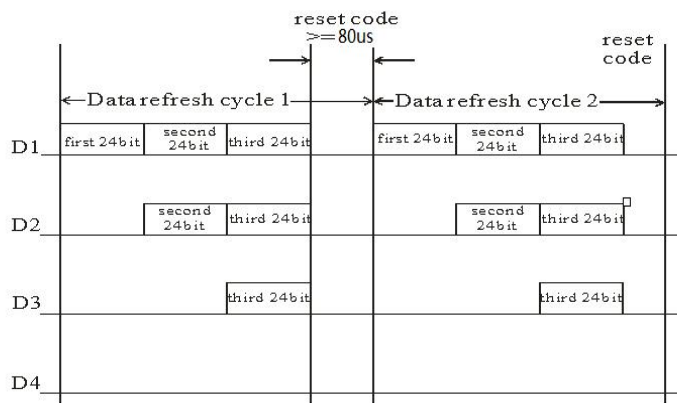 reset code
>=80us
reset
code
Data refresh cycle 1
Data refresh cycle 2
D1
first 24bit
second
24bit
third 24bit
first 24bit
second
24bit
third 24bit
D2
second
24bit
third 24bit
second
24bit
third 24bit
D3
third 24bit
third 24bit
D4